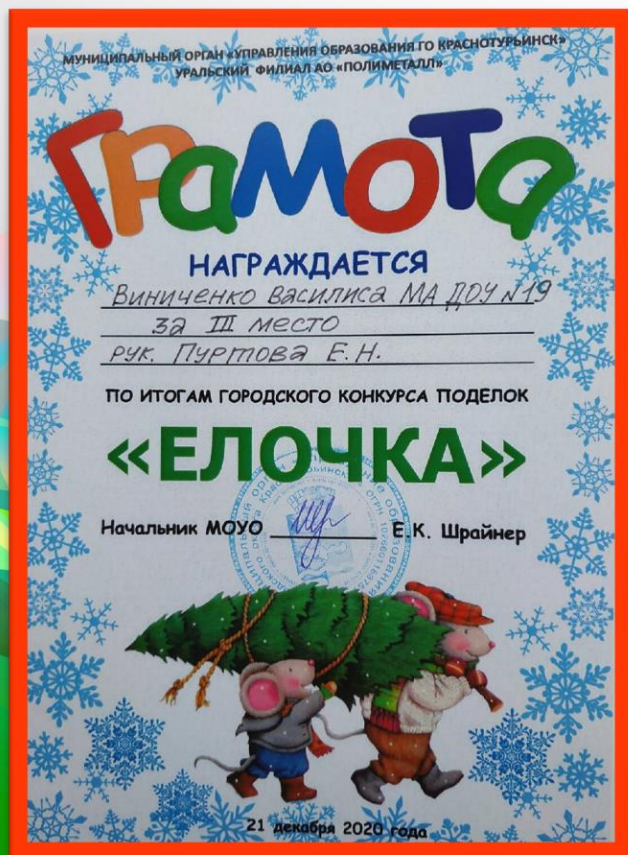 МУНИЦИПАЛЬНЫЙ ОРГАН «УПРАВЛЕНИЯ ОБРАЗОВАНИЯ ГО КРАСНОТУРЬИНСК»
УРАЛЬСКИЙ ФИЛИАЛ АО «ПОЛИМЕТАЛЛ»
ГРАМОТА
НАГРАЖДАЕТСЯ
Виниченко Василиса МА ДОУ №19
за III место
рук. Пуртова Е.Н.
ПО ИТОГАМ ГОРОДСКОГО КОНКУРСА ПОДЕЛОК
«ЕЛОЧКА»
Начальник МОУО Е.К. Шрайнер
21 декабря 2020 года